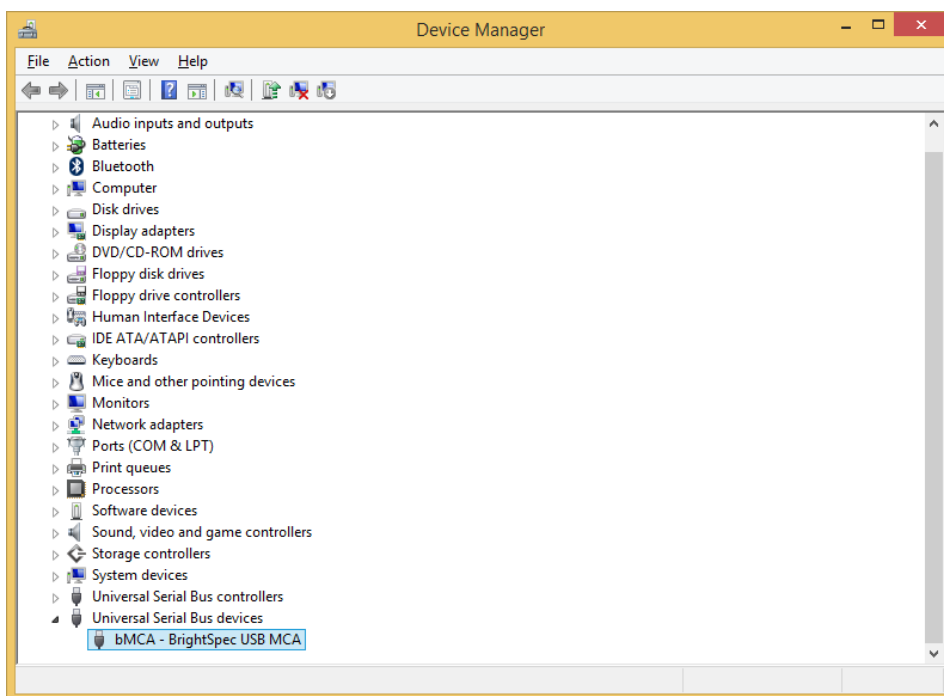 Device Manager
File Action View Help
Audio inputs and outputs
Batteries
Bluetooth
Computer
Disk drives
Display adapters
DVD/CD-ROM drives
Floppy disk drives
Floppy drive controllers
Human Interface Devices
IDE ATA/ATAPI controllers
Keyboards
Mice and other pointing devices
Monitors
Network adapters
Ports (COM & LPT)
Print queues
Processors
Software devices
Sound, video and game controllers
Storage controllers
System devices
Universal Serial Bus controllers
Universal Serial Bus devices
bMCA - BrightSpec USB MCA